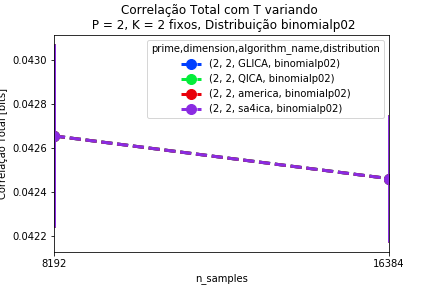 Correlação Total com T variando
P = 2, K = 2 fixos, Distribuição binomialp02
prime,dimension,algorithm_name,distribution
(2, 2, GLICA, binomialp02)
(2, 2, QICA, binomialp02)
(2, 2, america, binomialp02)
(2, 2, sa4ica, binomialp02)
Correlação Total [bits]
0.0430
0.0428
0.0426
0.0424
0.0422
8192
16384
n_samples